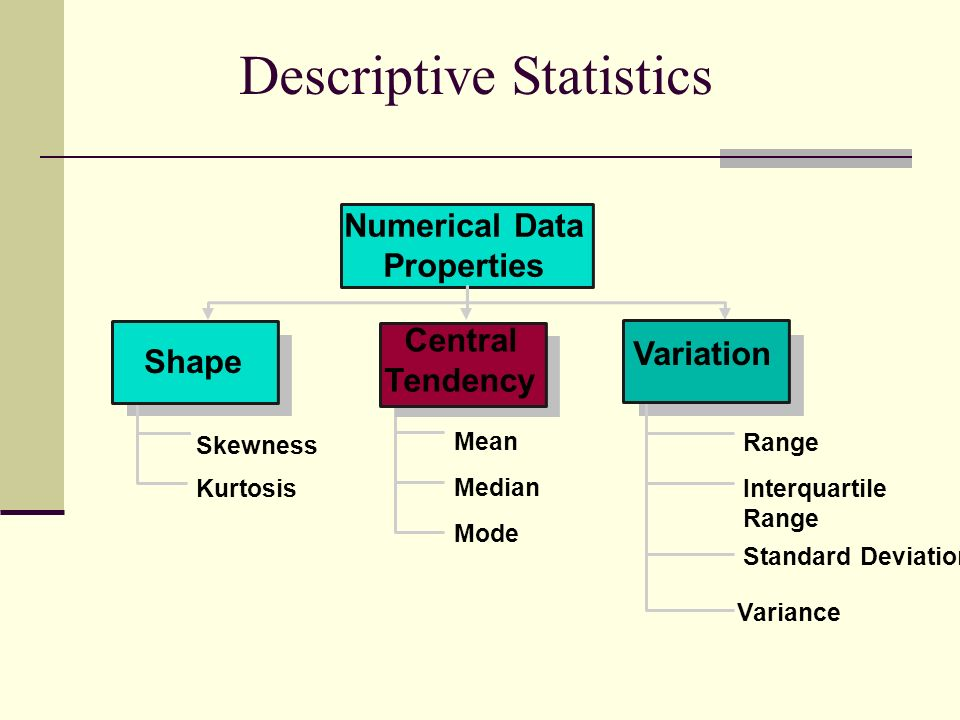 Descriptive Statistics
Numerical Data
Properties
Shape
Skewness
Kurtosis
Central
Tendency
Mean
Median
Mode
Variation
Range
Interquartile
Range
Standard Deviation
Variance